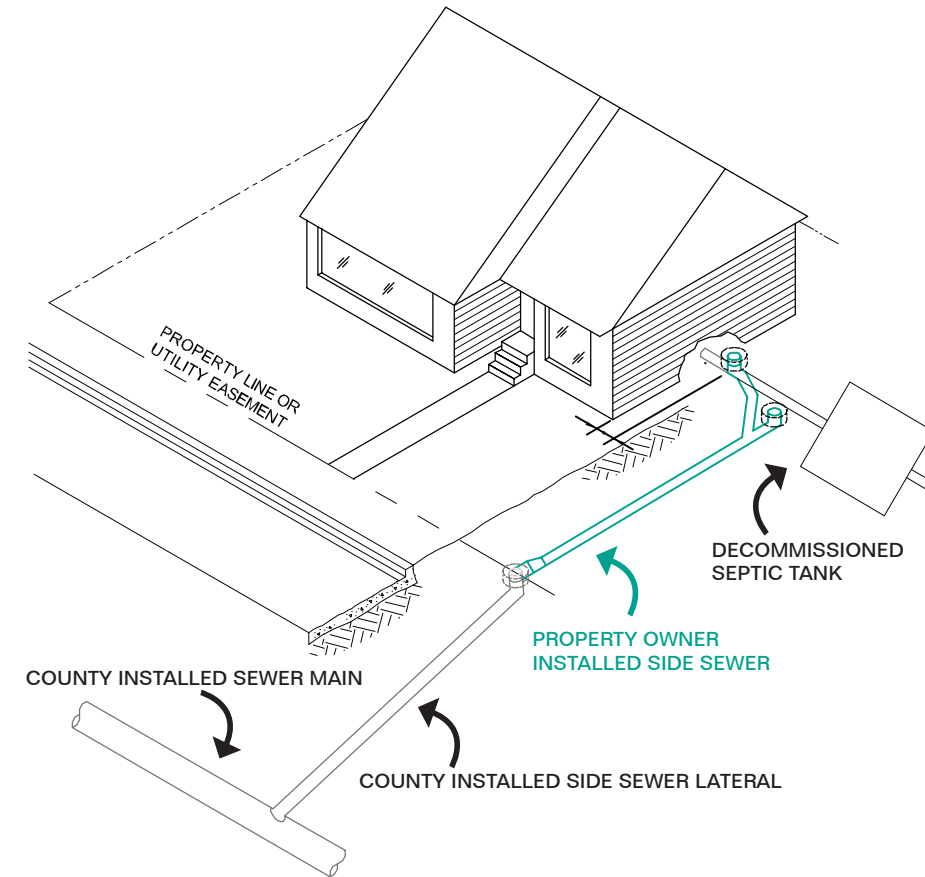 PROPERTY LINE OR
UTILITY EASEMENT
DECOMMISSIONED
SEPTIC TANK
PROPERTY OWNER
INSTALLED SIDE SEWER
COUNTY INSTALLED SEWER MAIN
COUNTY INSTALLED SIDE SEWER LATERAL